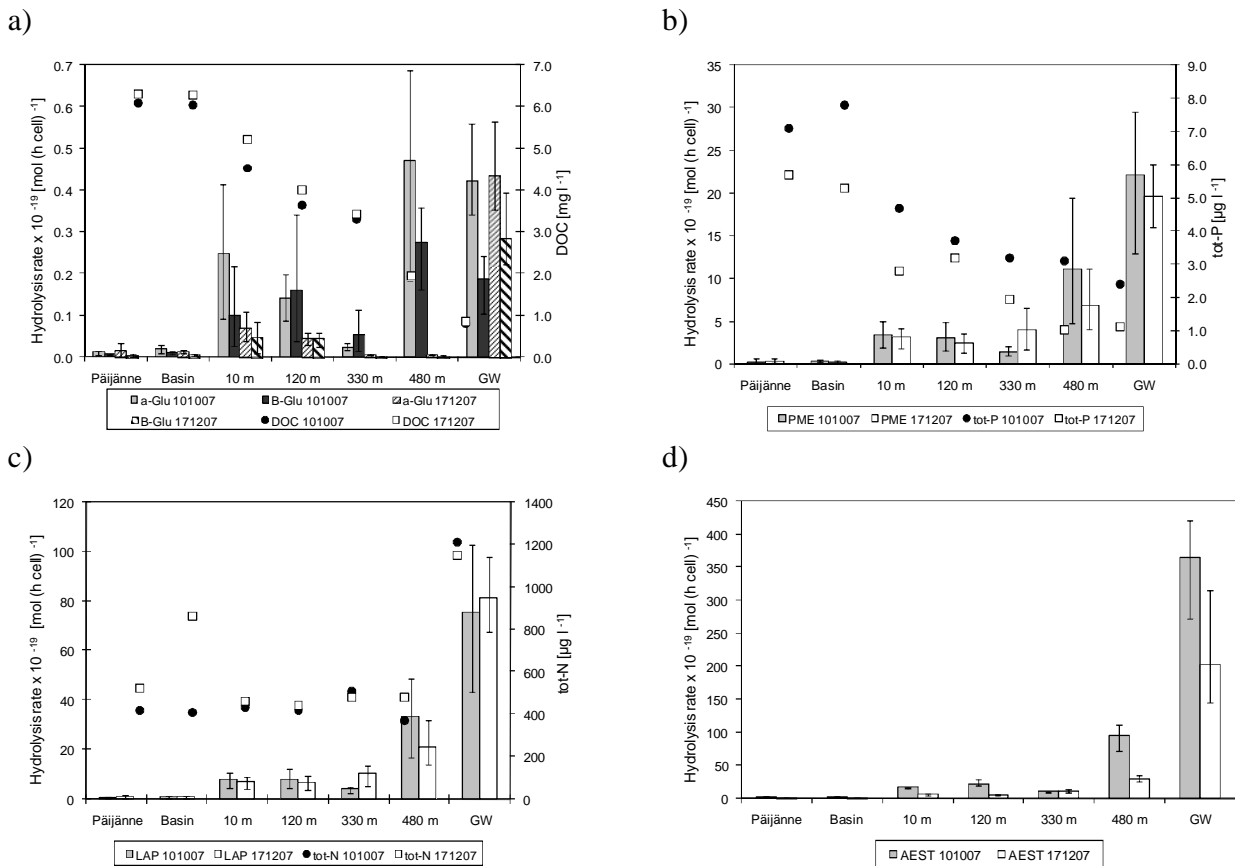 a)
Hydrolysis rate x 10 -19 [mol (h cell) -1]
0.7
0.6
0.5
0.4
0.3
0.2
0.1
0.0
7.0
6.0
5.0
4.0
3.0
2.0
1.0
0.0
DOC [mg l-1]
Päijänne Basin 10 m 120 m 330 m 480 m GW
a-Glu 101007 B-Glu 101007 a-Glu 171207
B-Glu 171207 DOC 101007 DOC 171207
b)
Hydrolysis rate x 10 -19 [mol (h cell) -1]
35
30
25
20
15
10
5
0
9.0
8.0
7.0
6.0
5.0
4.0
3.0
2.0
1.0
0.0
tot-P [µg l-1]
Päijänne Basin 10 m 120 m 330 m 480 m GW
PME 101007 PME 171207 tot-P 101007 tot-P 171207
c)
Hydrolysis rate x 10 -19 [mol (h cell) -1]
120
100
80
60
40
20
0
1400
1200
1000
800
600
400
200
0
tot-N [µg l-1]
Päijänne Basin 10 m 120 m 330 m 480 m GW
LAP 101007 LAP 171207 tot-N 101007 tot-N 171207
d)
Hydrolysis rate x 10 -19 [mol (h cell) -1]
450
400
350
300
250
200
150
100
50
0
Päijänne Basin 10 m 120 m 330 m 480 m GW
AEST 101007 AEST 171207